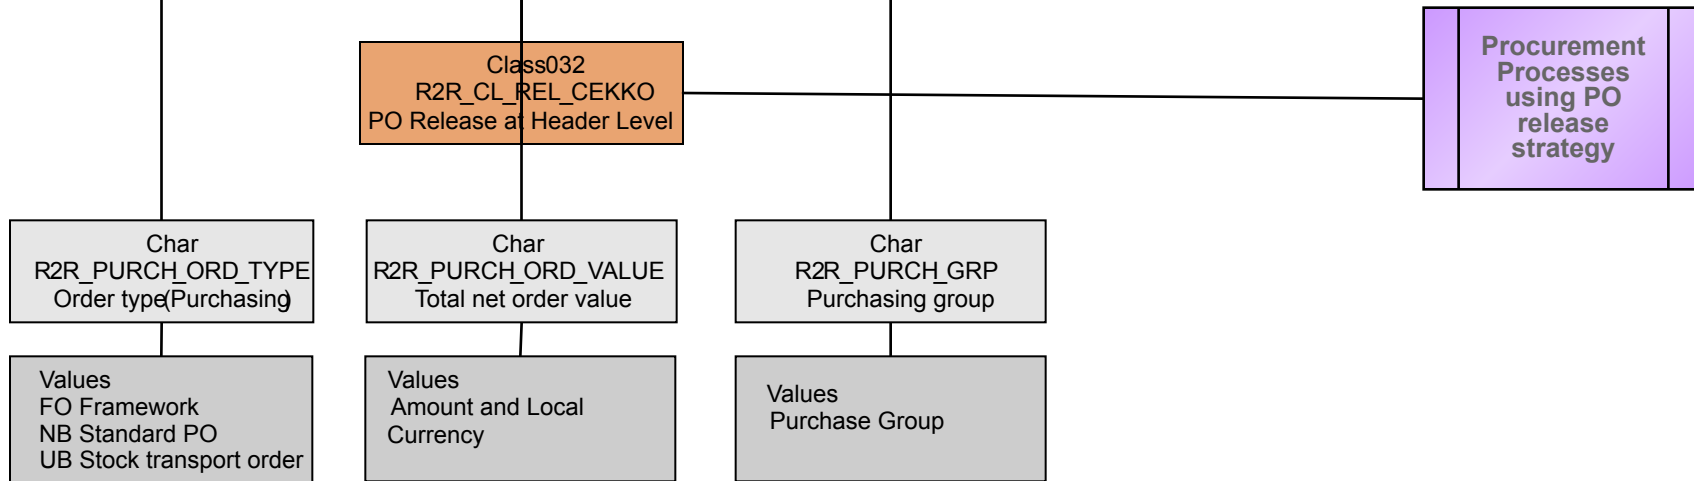 Class032
R2R_CL_REL_CEKKO
PO Release at Header Level
Procurement
Processes
using PO
release
strategy
Char
R2R_PURCH_ORD_TYPE
Order type(Purchasing)
Char
R2R_PURCH_ORD_VALUE
Total net order value
Char
R2R_PURCH_GRP
Purchasing group
Values
FO Framework
NB Standard PO
UB Stock transport order
Values
Amount and Local
Currency
Values
Purchase Group